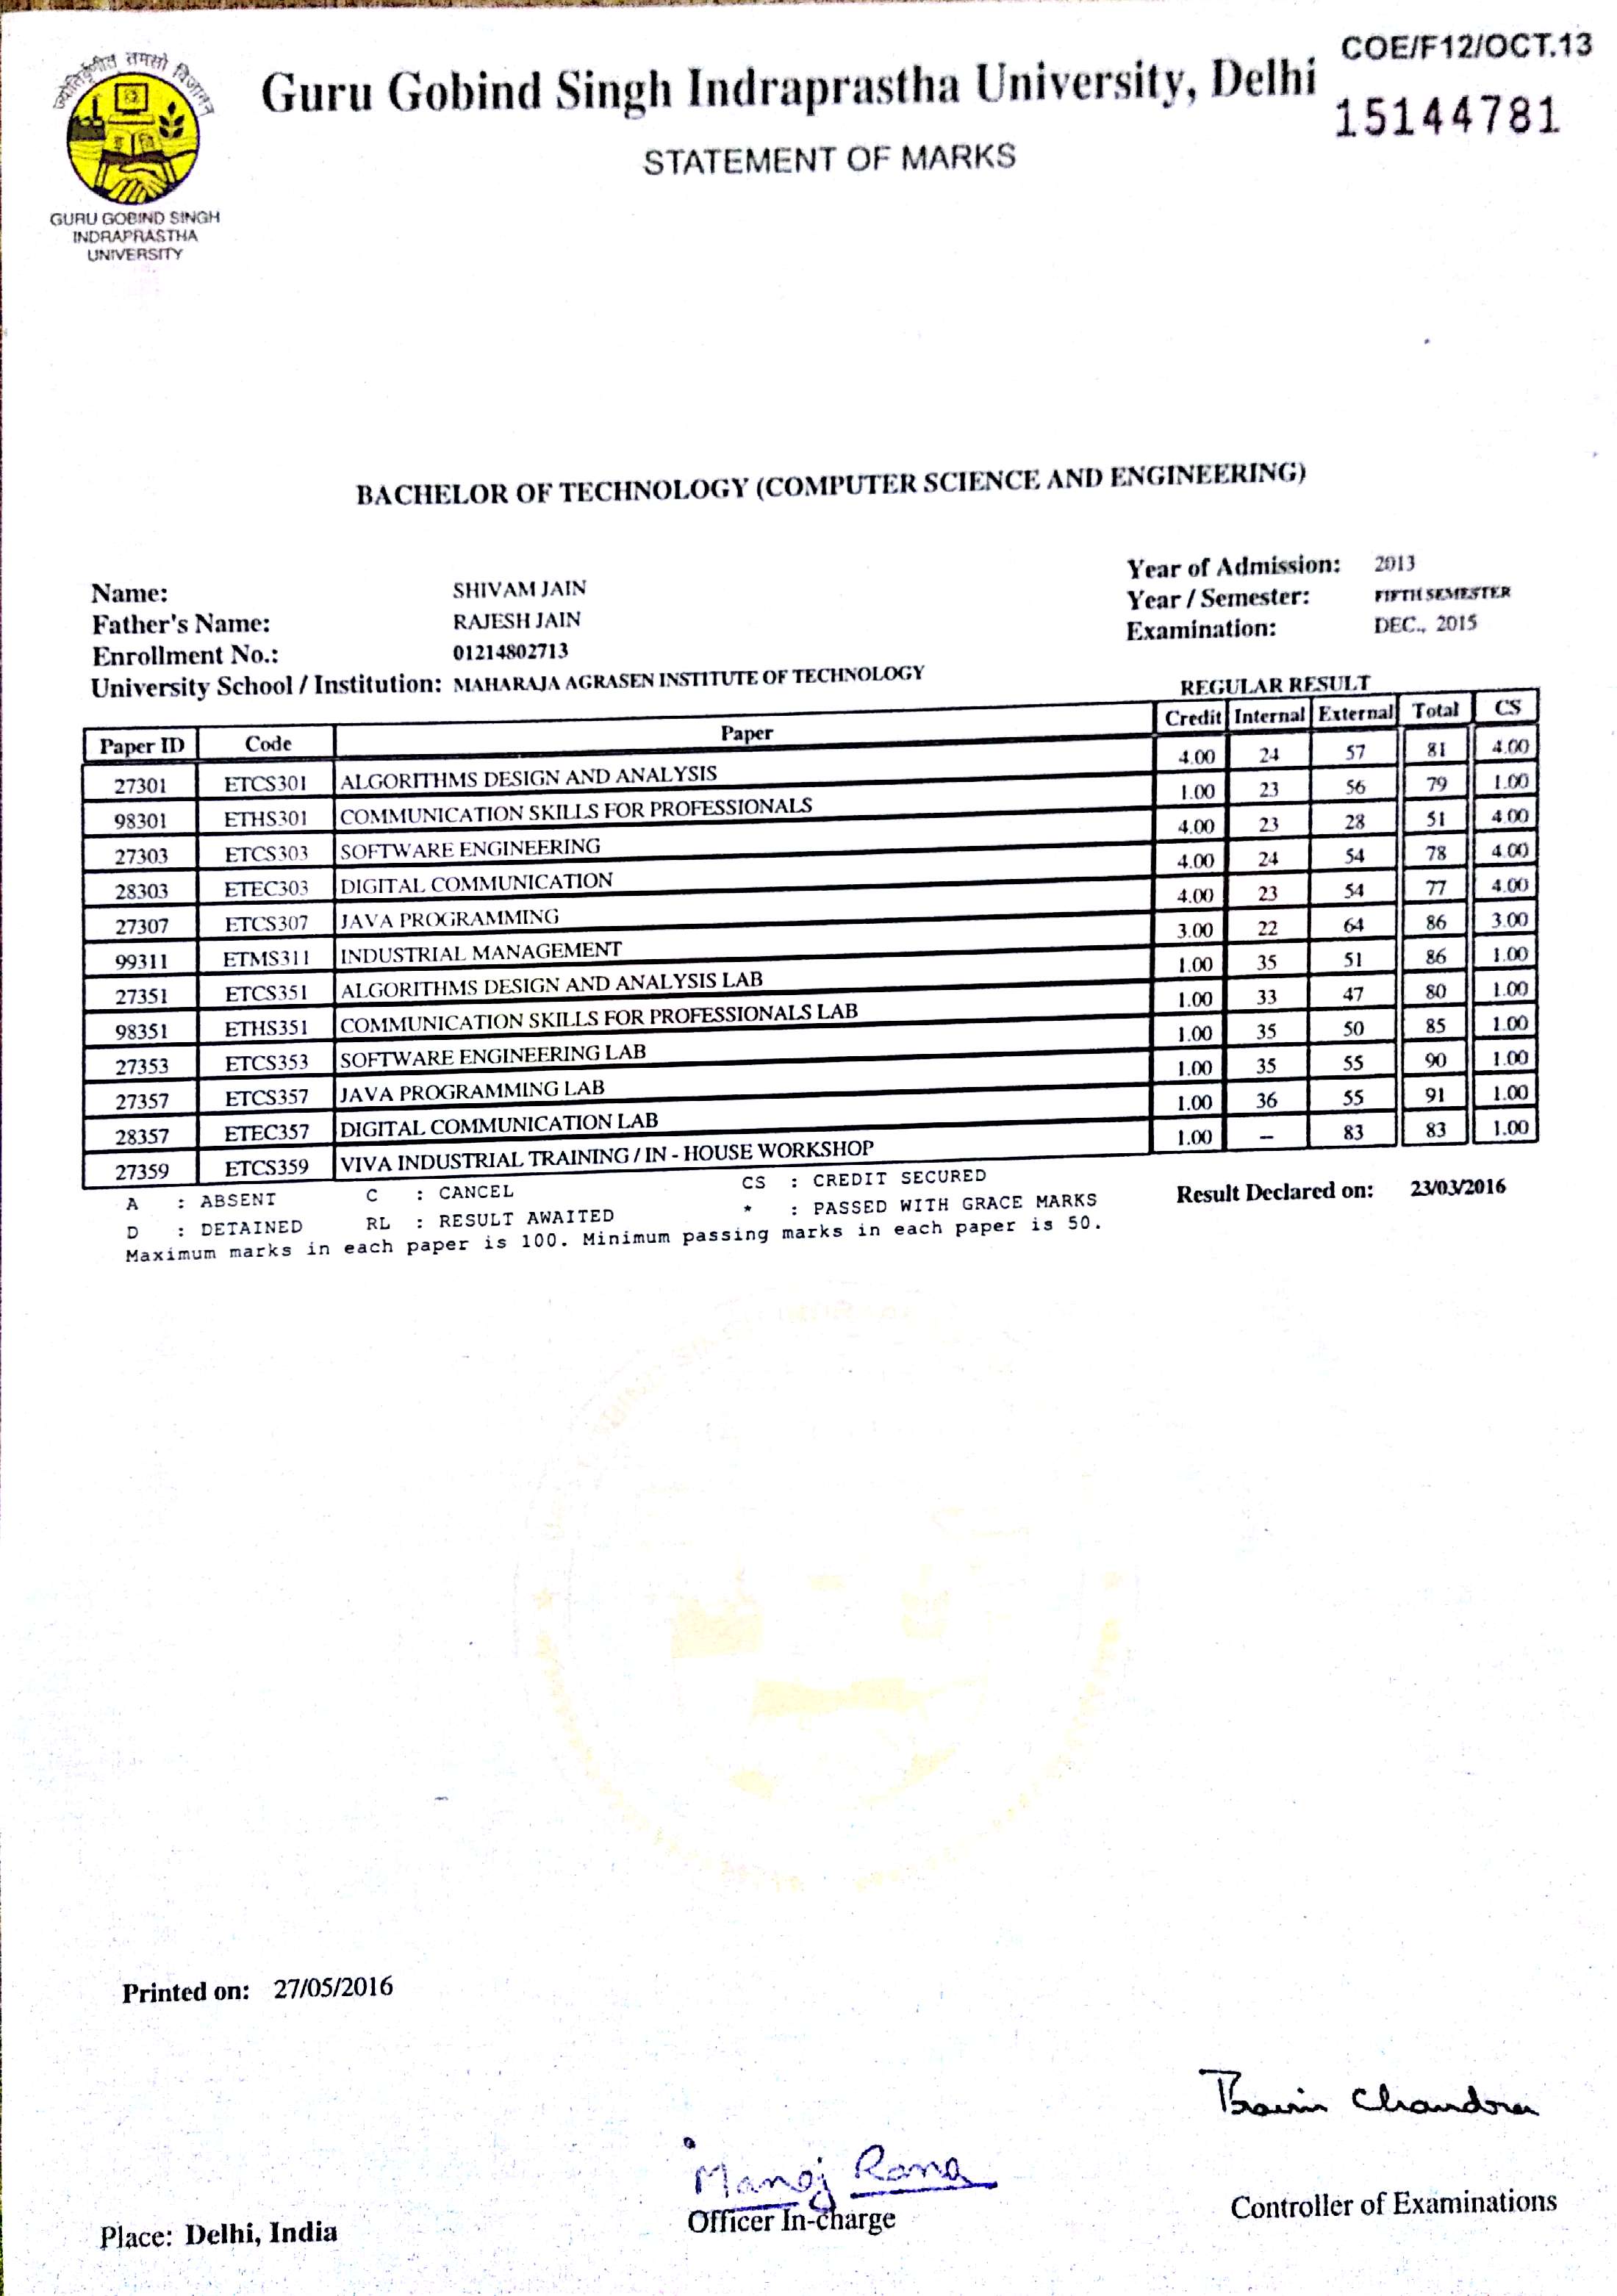 COE/F12/OCT.13
ज्योतिर्वृणीत तमसो विजानन
Guru Gobind Singh Indraprastha University, Delhi
15144781
STATEMENT OF MARKS
GURU GOBIND SINGH
INDRAPRASTHA
UNIVERSITY
BACHELOR OF TECHNOLOGY (COMPUTER SCIENCE AND ENGINEERING)
Name: SHIVAM JAIN Year of Admission: 2013
Father's Name: RAJESH JAIN Year / Semester: FIFTH SEMESTER
Enrollment No.: 01214802713 Examination: DEC., 2015
University School / Institution: MAHARAJA AGRASEN INSTITUTE OF TECHNOLOGY
REGULAR RESULT
Paper ID Code Paper Credit Internal External Total CS
27301 ETCS301 ALGORITHMS DESIGN AND ANALYSIS 4.00 24 57 81 4.00
98301 ETHS301 COMMUNICATION SKILLS FOR PROFESSIONALS 1.00 23 56 79 1.00
27303 ETCS303 SOFTWARE ENGINEERING 4.00 23 28 51 4.00
28303 ETEC303 DIGITAL COMMUNICATION 4.00 24 54 78 4.00
27307 ETCS307 JAVA PROGRAMMING 4.00 23 54 77 4.00
99311 ETMS311 INDUSTRIAL MANAGEMENT 3.00 22 64 86 3.00
27351 ETCS351 ALGORITHMS DESIGN AND ANALYSIS LAB 1.00 35 51 86 1.00
98351 ETHS351 COMMUNICATION SKILLS FOR PROFESSIONALS LAB 1.00 33 47 80 1.00
27353 ETCS353 SOFTWARE ENGINEERING LAB 1.00 35 50 85 1.00
27357 ETCS357 JAVA PROGRAMMING LAB 1.00 35 55 90 1.00
28357 ETEC357 DIGITAL COMMUNICATION LAB 1.00 36 55 91 1.00
27359 ETCS359 VIVA INDUSTRIAL TRAINING / IN - HOUSE WORKSHOP 1.00 -- 83 83 1.00
A : ABSENT C : CANCEL CS : CREDIT SECURED Result Declared on: 23/03/2016
D : DETAINED RL : RESULT AWAITED * : PASSED WITH GRACE MARKS
Maximum marks in each paper is 100. Minimum passing marks in each paper is 50.
Printed on: 27/05/2016
Chandra
Manoj Rana
Officer In-charge
Controller of Examinations
Place: Delhi, India